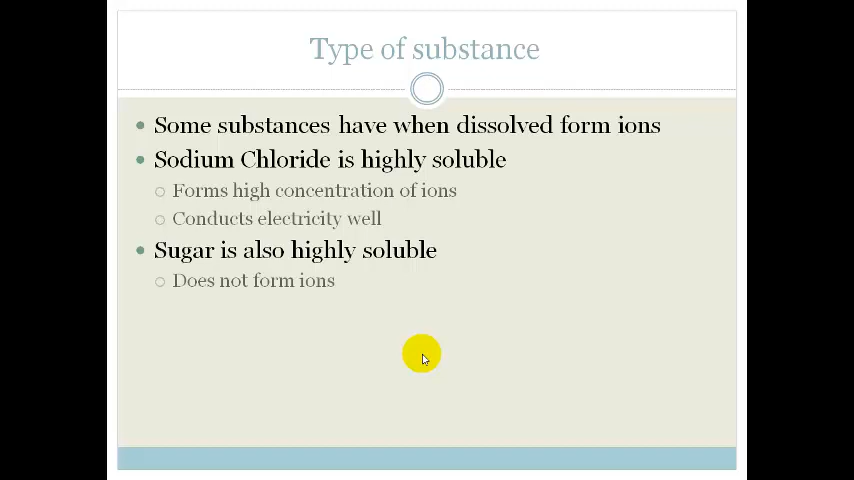 Type of substance
Some substances have when dissolved form ions
Sodium Chloride is highly soluble
Forms high concentration of ions
Conducts electricity well
Sugar is also highly soluble
Does not form ions